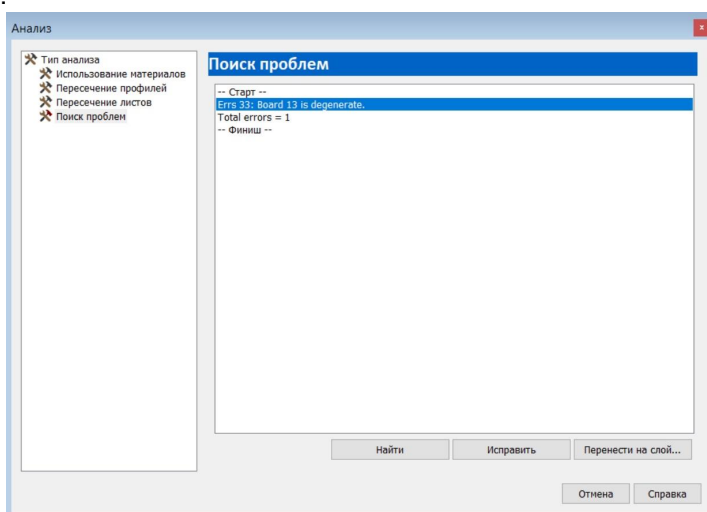 .
Анализ
Тип анализа
Использование материалов
Пересечение профилей
Пересечение листов
Поиск проблем
Поиск проблем
-- Старт --
Errs 33: Board 13 is degenerate.
Total errors = 1
-- Финиш --
Найти
Исправить
Перенести на слой...
Отмена
Справка